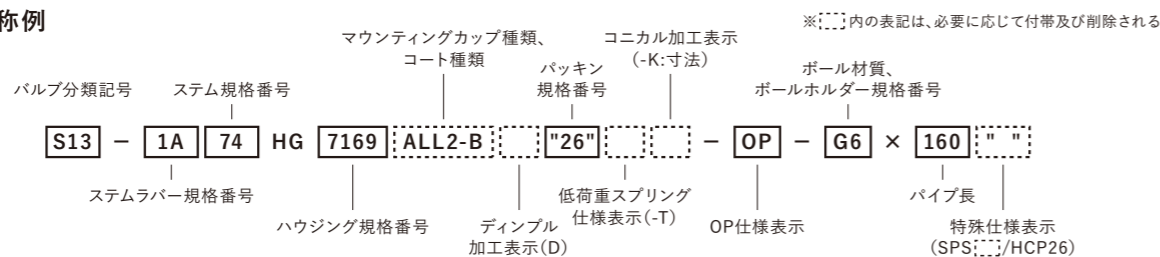 称例
※ 内の表記は、必要に応じて付帯及び削除される
マウンティングカップ種類、
コート種類
コニカル加工表示
(-K:寸法)
パッキン
規格番号
ボール材質、
ボールホルダー規格番号
バルブ分類記号
ステム規格番号
S13 － 1A 74 HG 7169 ALL2-B "26" － OP － G6 × 160 " "
ステムラバー規格番号
ハウジング規格番号
ディンプル
加工表示(D)
低荷重スプリング
仕様表示(-T)
OP仕様表示
パイプ長
特殊仕様表示
(SPS /HCP26)